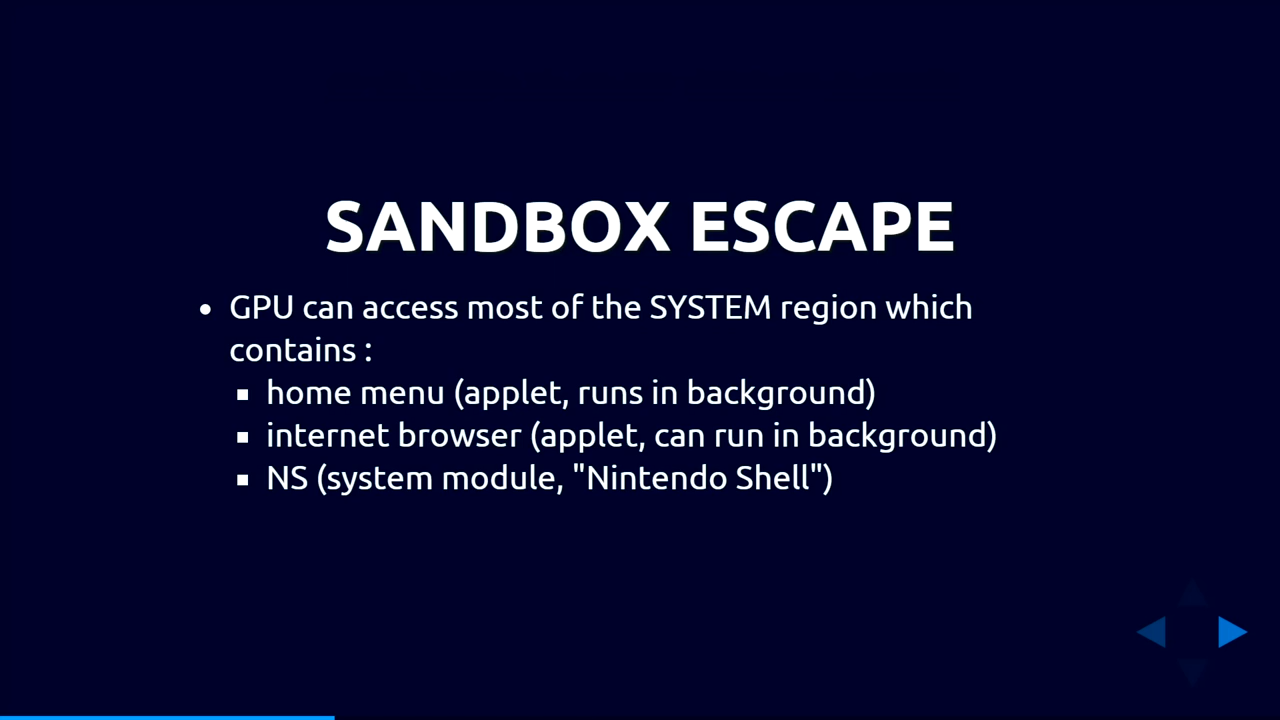 SANDBOX ESCAPE
• GPU can access most of the SYSTEM region which
contains :
▪ home menu (applet, runs in background)
▪ internet browser (applet, can run in background)
▪ NS (system module, "Nintendo Shell")